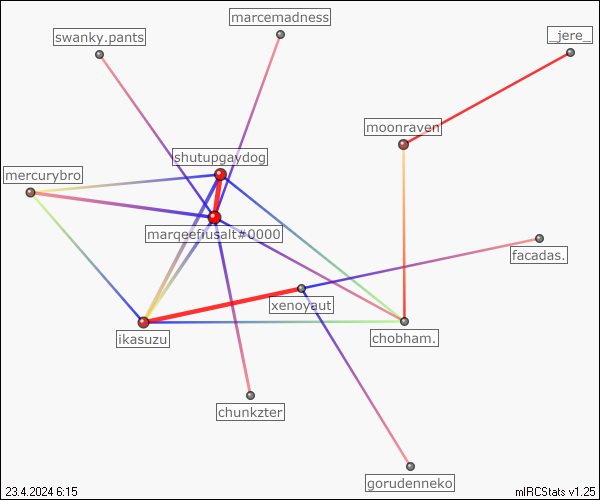 marcemadness
swanky.pants
_jere_
moonraven
shutupgaydog
mercurybro
marqeefiusalt#0000
facadas.
xenoyaut
ikasuzu
chobham.
chunkzter
gorudenneko
23.4.2024 6:15
mIRCStats v1.25